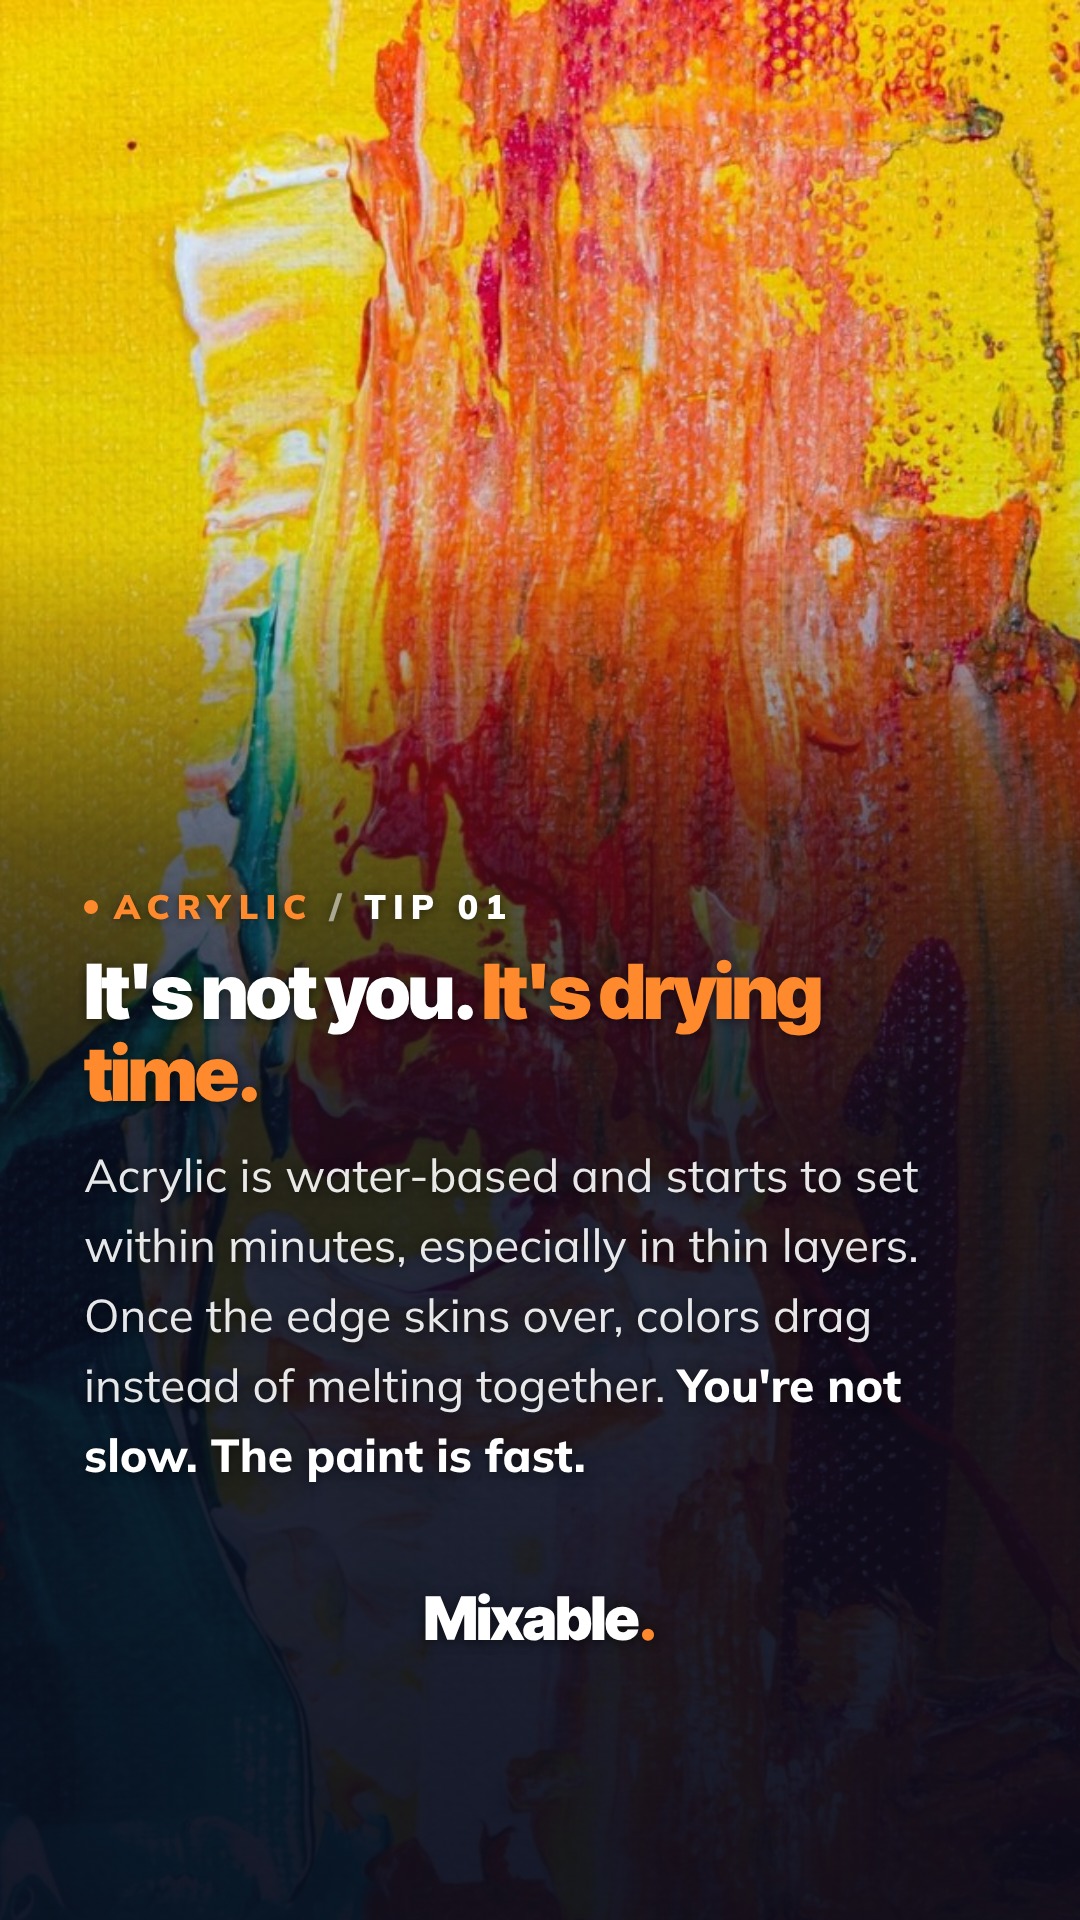 • ACRYLIC / TIP 01
It's not you. It's drying
time.
Acrylic is water-based and starts to set
within minutes, especially in thin layers.
Once the edge skins over, colors drag
instead of melting together. You're not
slow. The paint is fast.
Mixable.